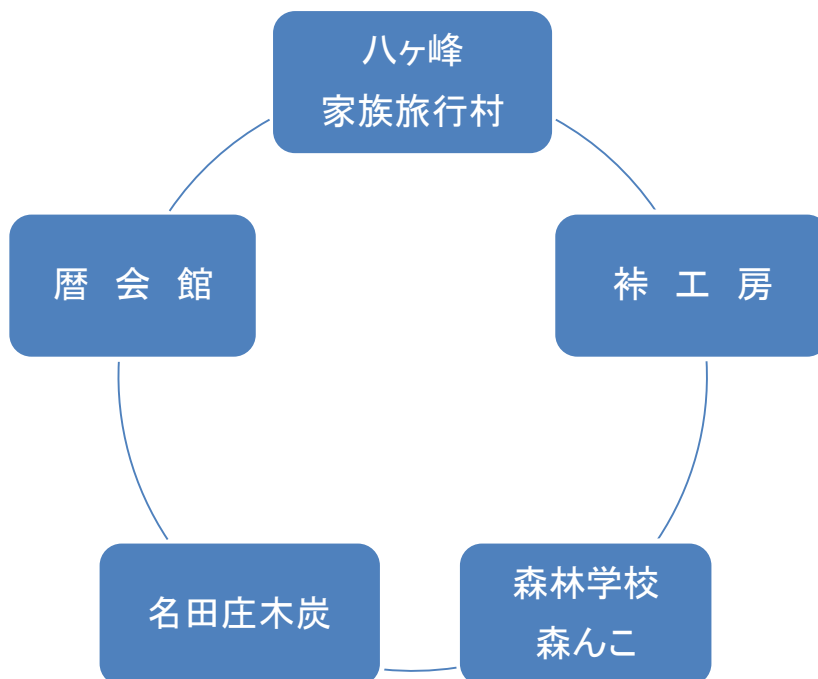 八ヶ峰
家族旅行村
暦 会 館
裃 工 房
名田庄木炭
森林学校
森んこ